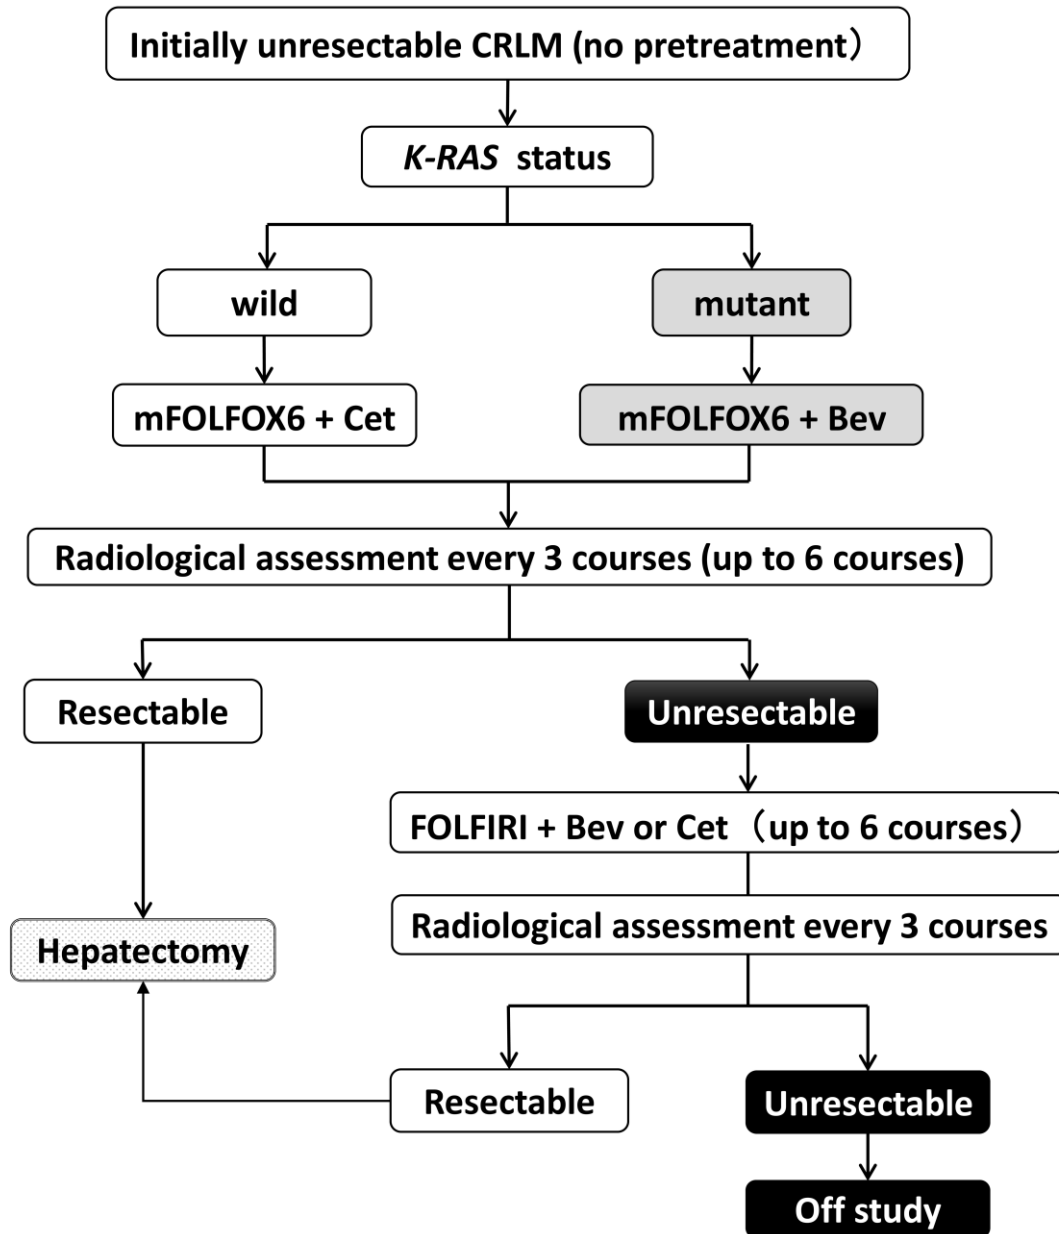 Initially unresectable CRLM (no pretreatment）
K-RAS status
wild
mutant
mFOLFOX6 + Cet
mFOLFOX6 + Bev
Radiological assessment every 3 courses (up to 6 courses)
Resectable
Unresectable
FOLFIRI + Bev or Cet （up to 6 courses）
Radiological assessment every 3 courses
Hepatectomy
Resectable
Unresectable
Off study